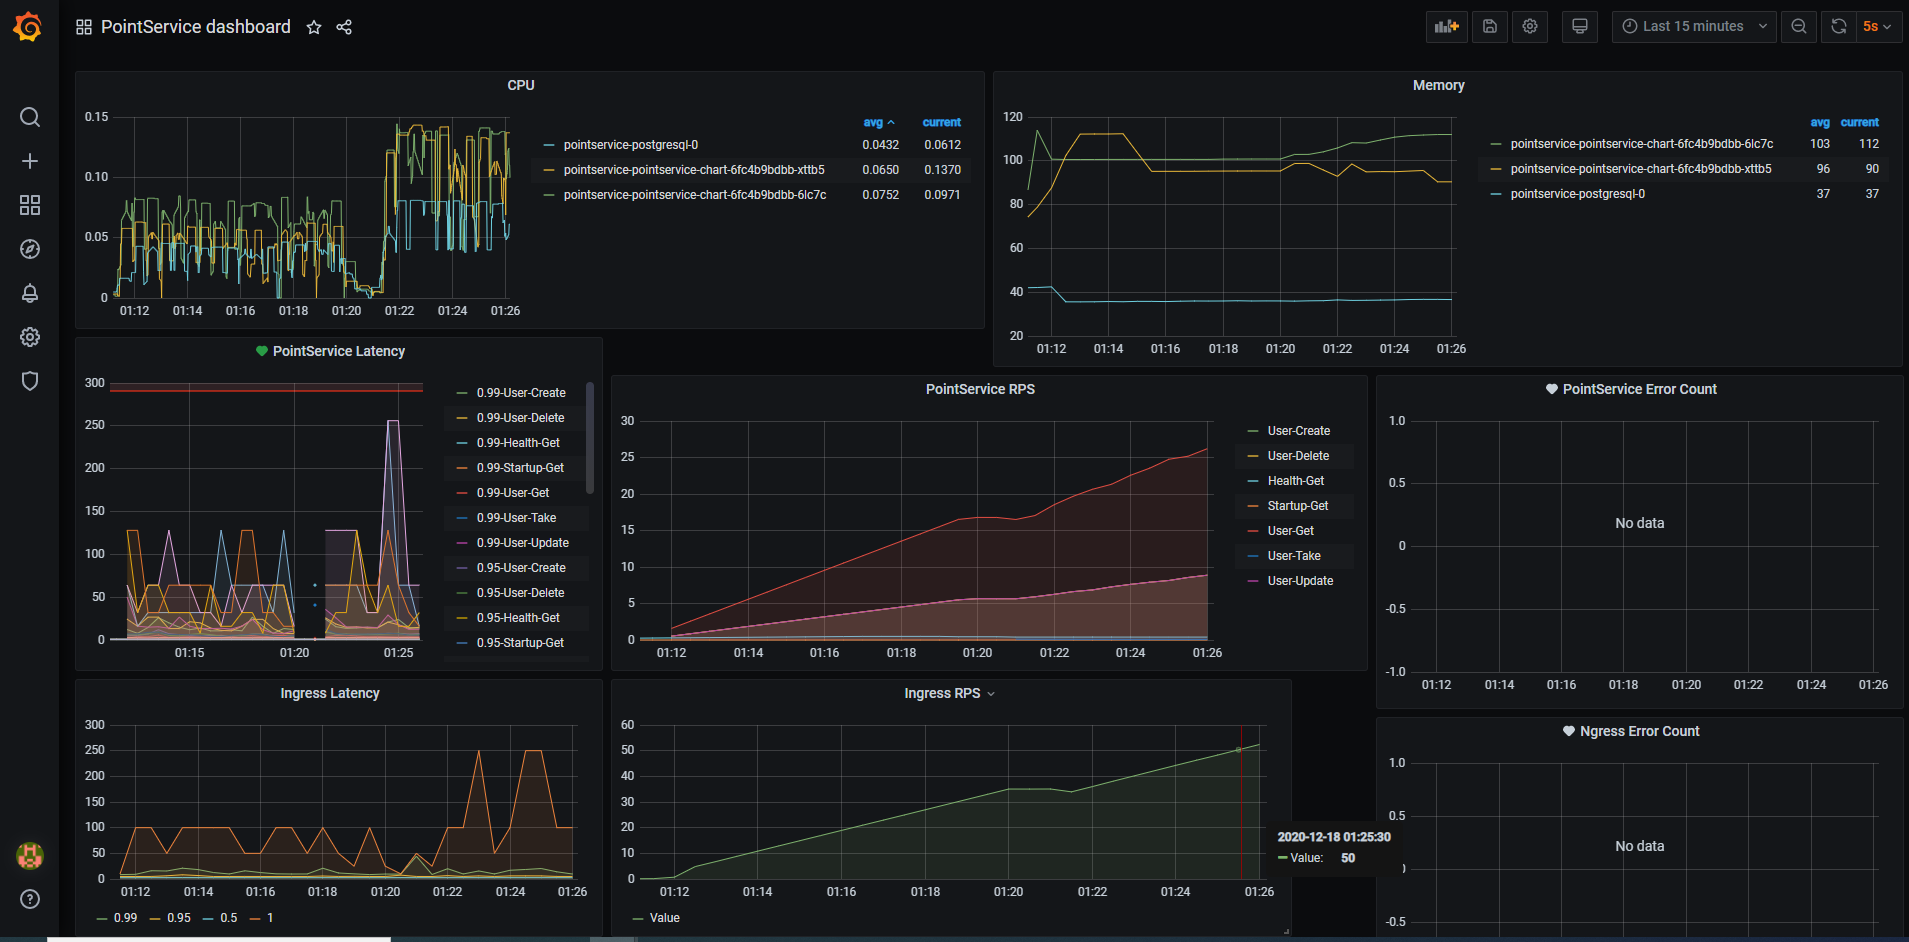 PointService dashboard
Last 15 minutes
5s
CPU
0.15
0.10
0.05
0
01:12 01:14 01:16 01:18 01:20 01:22 01:24 01:26
avg current
pointservice-postgresql-0 0.0432 0.0612
pointservice-pointservice-chart-6fc4b9bdbb-xttb5 0.0650 0.1370
pointservice-pointservice-chart-6fc4b9bdbb-6lc7c 0.0752 0.0971
Memory
120
100
80
60
40
20
01:12 01:14 01:16 01:18 01:20 01:22 01:24 01:26
avg current
pointservice-pointservice-chart-6fc4b9bdbb-6lc7c 103 112
pointservice-pointservice-chart-6fc4b9bdbb-xttb5 96 90
pointservice-postgresql-0 37 37
PointService Latency
300
250
200
150
100
50
0
01:15 01:20 01:25
0.99-User-Create
0.99-User-Delete
0.99-Health-Get
0.99-Startup-Get
0.99-User-Get
0.99-User-Take
0.99-User-Update
0.95-User-Create
0.95-User-Delete
0.95-Health-Get
0.95-Startup-Get
PointService RPS
30
25
20
15
10
5
0
01:12 01:14 01:16 01:18 01:20 01:22 01:24 01:26
User-Create
User-Delete
Health-Get
Startup-Get
User-Get
User-Take
User-Update
PointService Error Count
1.0
0.5
0
-0.5
-1.0
No data
01:12 01:14 01:16 01:18 01:20 01:22 01:24 01:26
Ingress Latency
300
250
200
150
100
50
0
01:12 01:14 01:16 01:18 01:20 01:22 01:24 01:26
0.99 0.95 0.5 1
Ingress RPS
60
50
40
30
20
10
0
01:12 01:14 01:16 01:18 01:20 01:22 01:24 01:26
Value
2020-12-18 01:25:30
Value: 50
Ngress Error Count
1.0
0.5
0
-0.5
No data